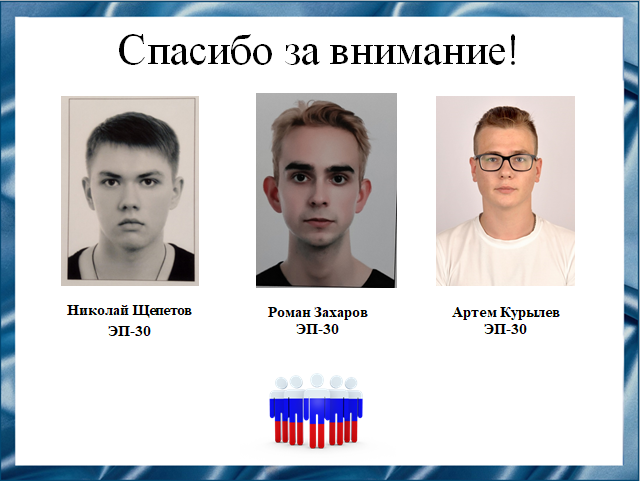 Спасибо за внимание!
Николай Щепетов
ЭП-30
Роман Захаров
ЭП-30
Артем Курылев
ЭП-30